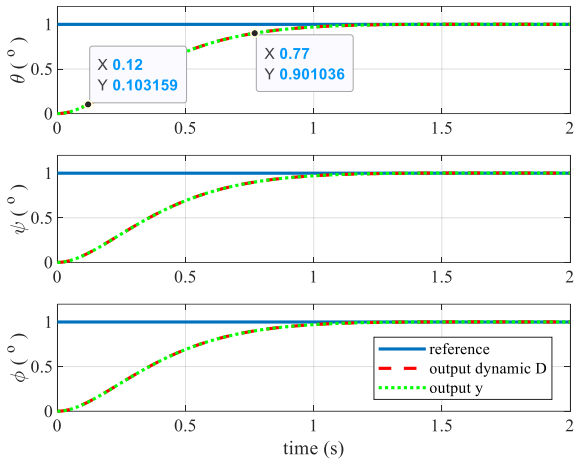 1
0.5
0
θ ( ° )
X 0.12
Y 0.103159
X 0.77
Y 0.901036
0 0.5 1 1.5 2
1
0.5
0
ψ ( ° )
0 0.5 1 1.5 2
1
0.5
0
ϕ ( ° )
reference
output dynamic D
output y
0 0.5 1 1.5 2
time (s)